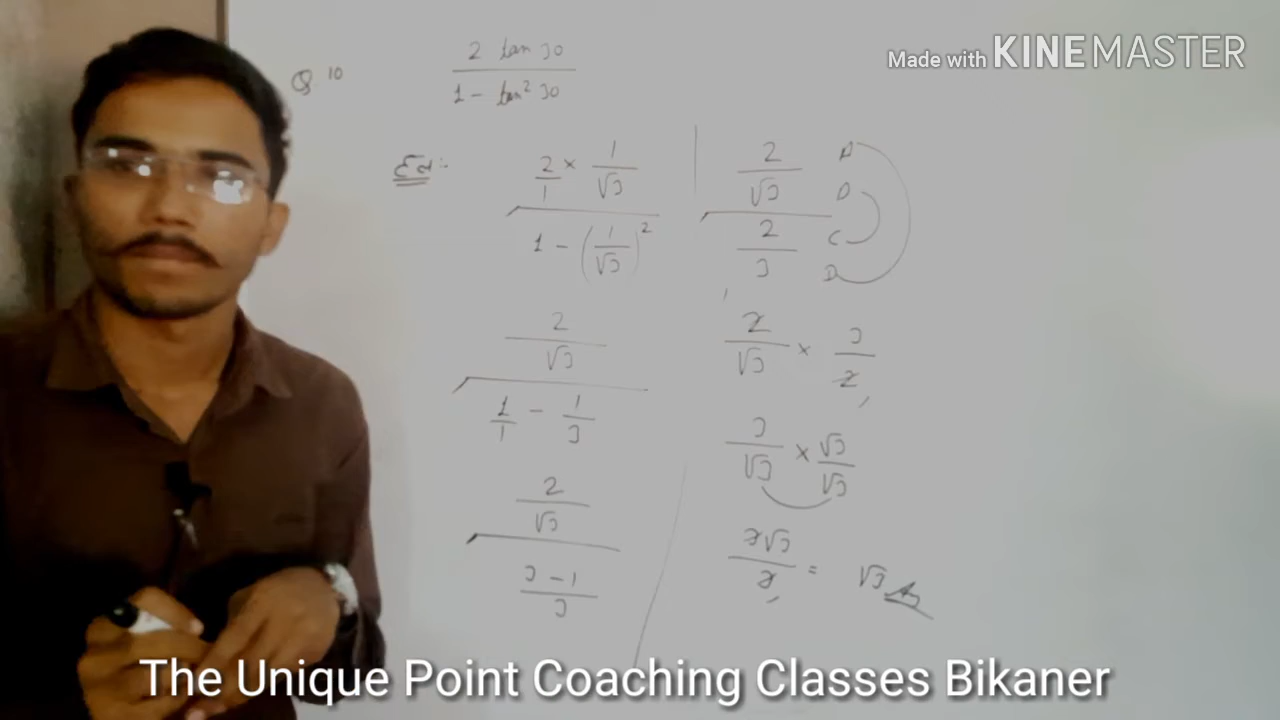 Made with KINEMASTER
Q 10
2 tan 30
1 - tan² 30
हल :-
2/1 × 1/√3
1 - (1/√3)²
2/√3
1/1 - 1/3
2/√3
3 - 1
3
2/√3
2/3
A
B
C
D
2/√3 × 3/2
3/√3 × √3/√3
3√3/3 = √3 A
The Unique Point Coaching Classes Bikaner